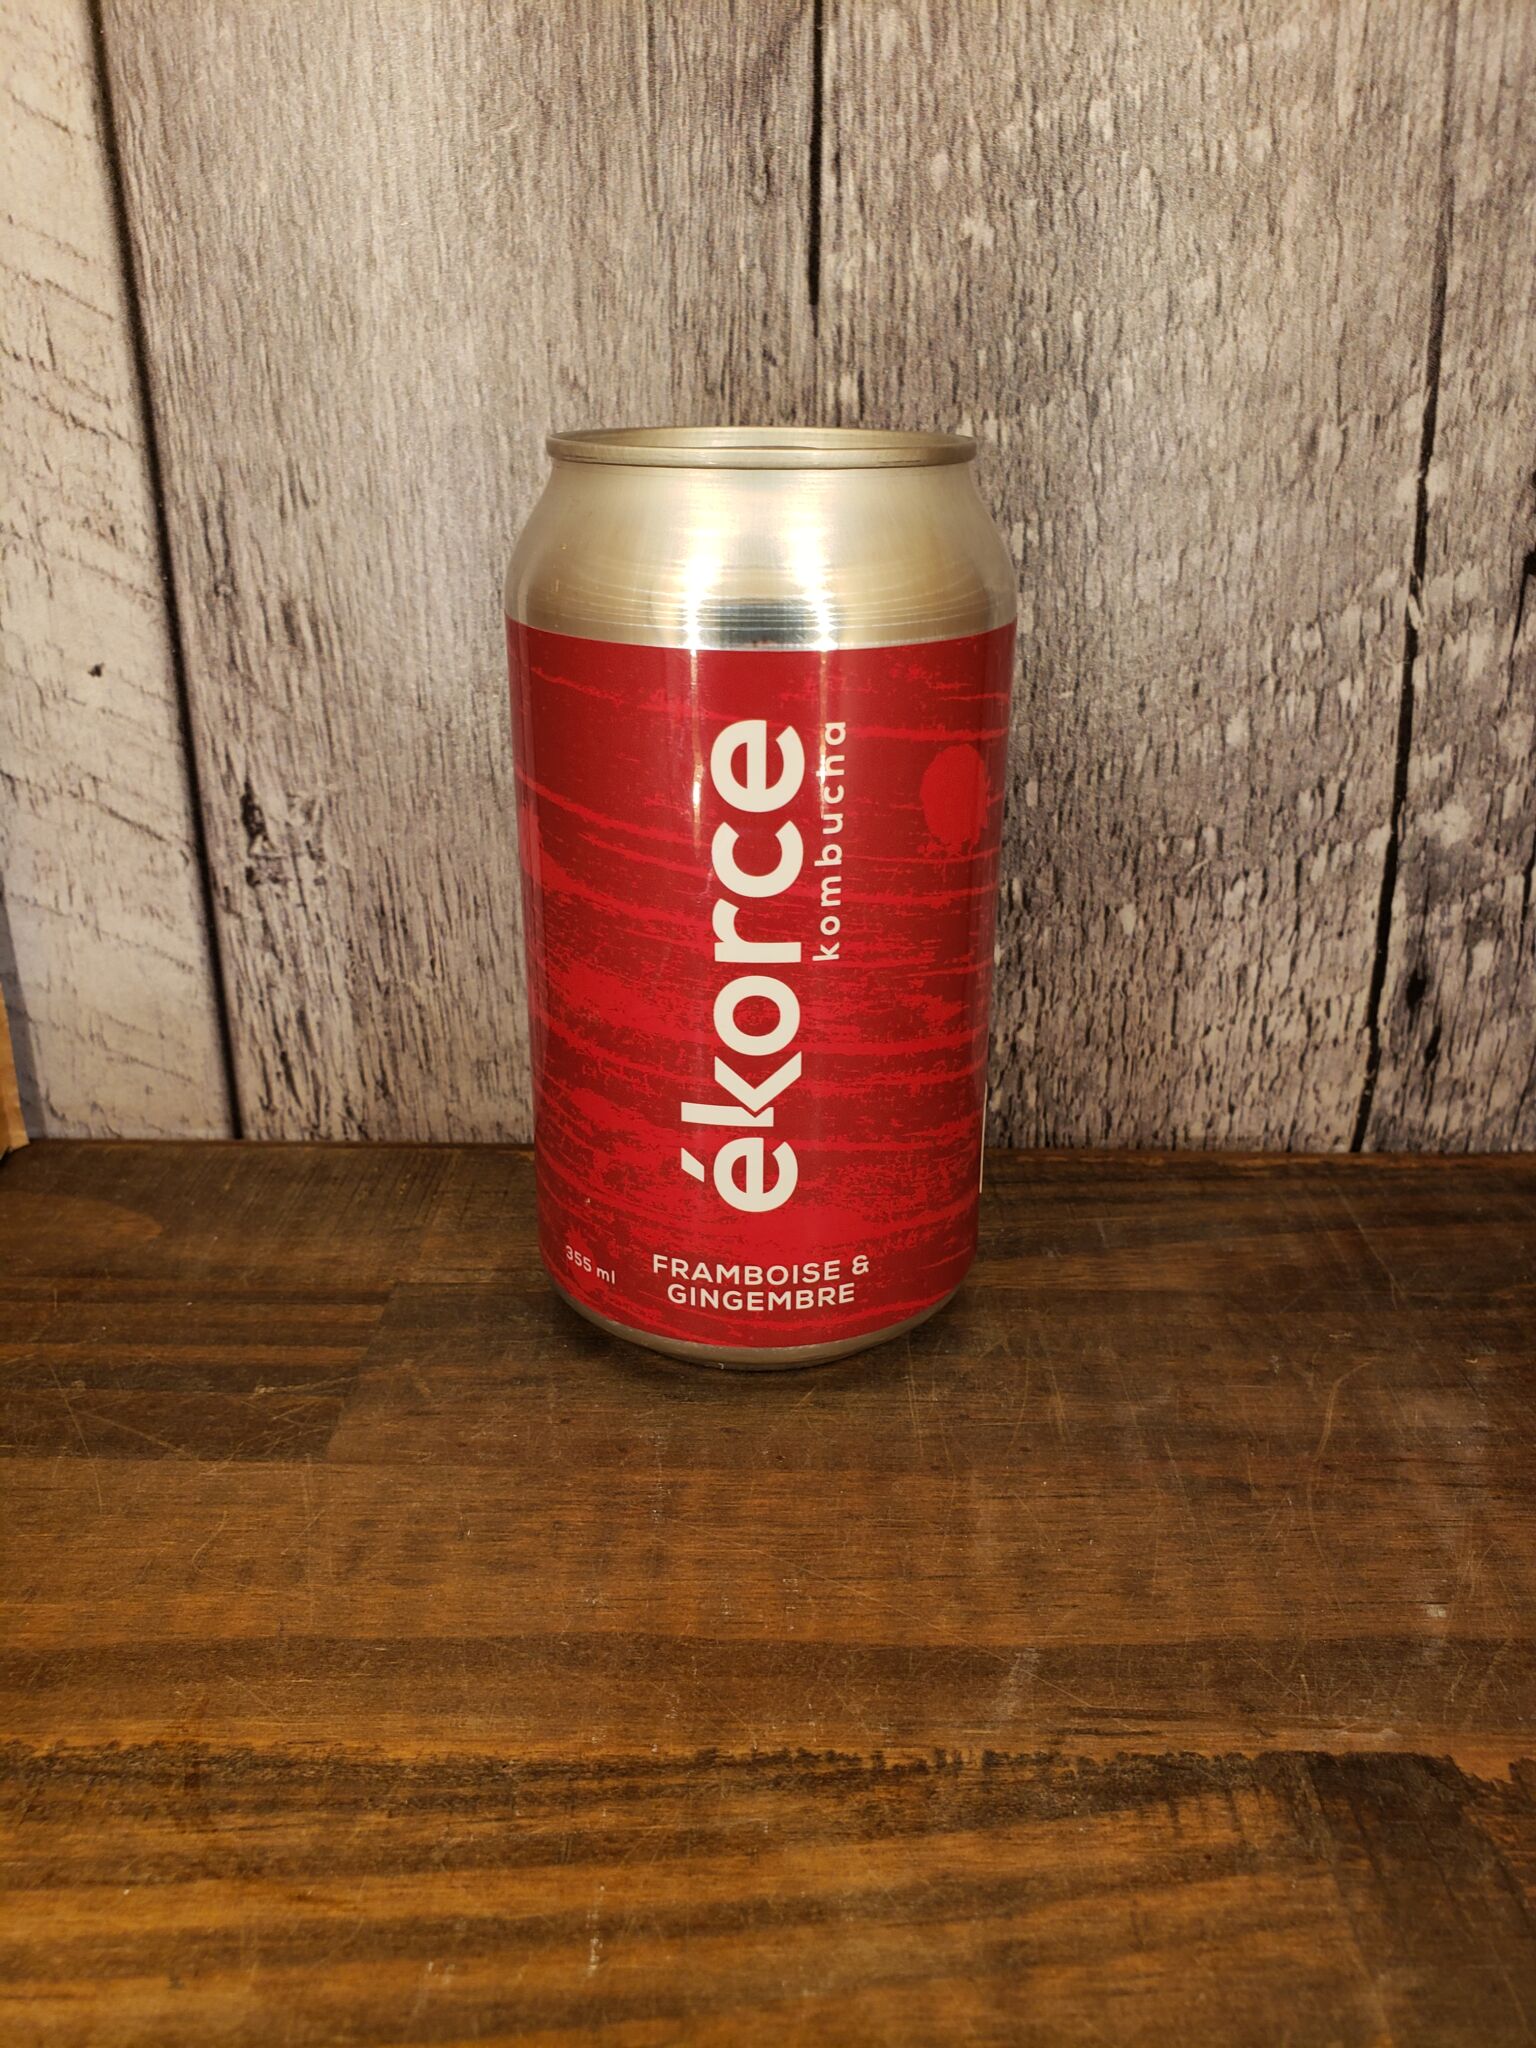 ékorce
kombucha
355 ml
FRAMBOISE &
GINGEMBRE